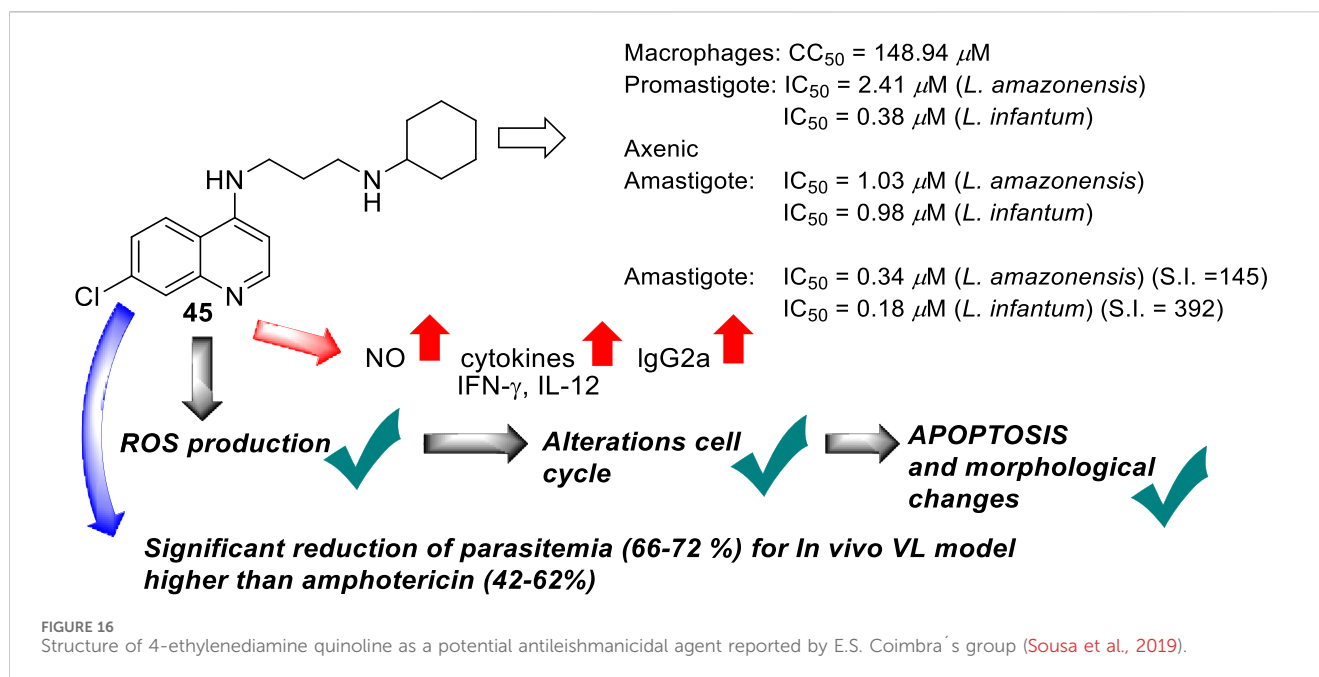 Macrophages: CC50 = 148.94 μM
Promastigote: IC50 = 2.41 μM (L. amazonensis)
IC50 = 0.38 μM (L. infantum)
Axenic
Amastigote: IC50 = 1.03 μM (L. amazonensis)
IC50 = 0.98 μM (L. infantum)
Amastigote: IC50 = 0.34 μM (L. amazonensis) (S.I. =145)
IC50 = 0.18 μM (L. infantum) (S.I. = 392)
HN
N
H
Cl
N
45
NO cytokines IgG2a
IFN-γ, IL-12
ROS production
Alterations cell
cycle
APOPTOSIS
and morphological
changes
Significant reduction of parasitemia (66-72 %) for In vivo VL model
higher than amphotericin (42-62%)
FIGURE 16
Structure of 4-ethylenediamine quinoline as a potential antileishmanicidal agent reported by E.S. Coimbra´s group (Sousa et al., 2019).